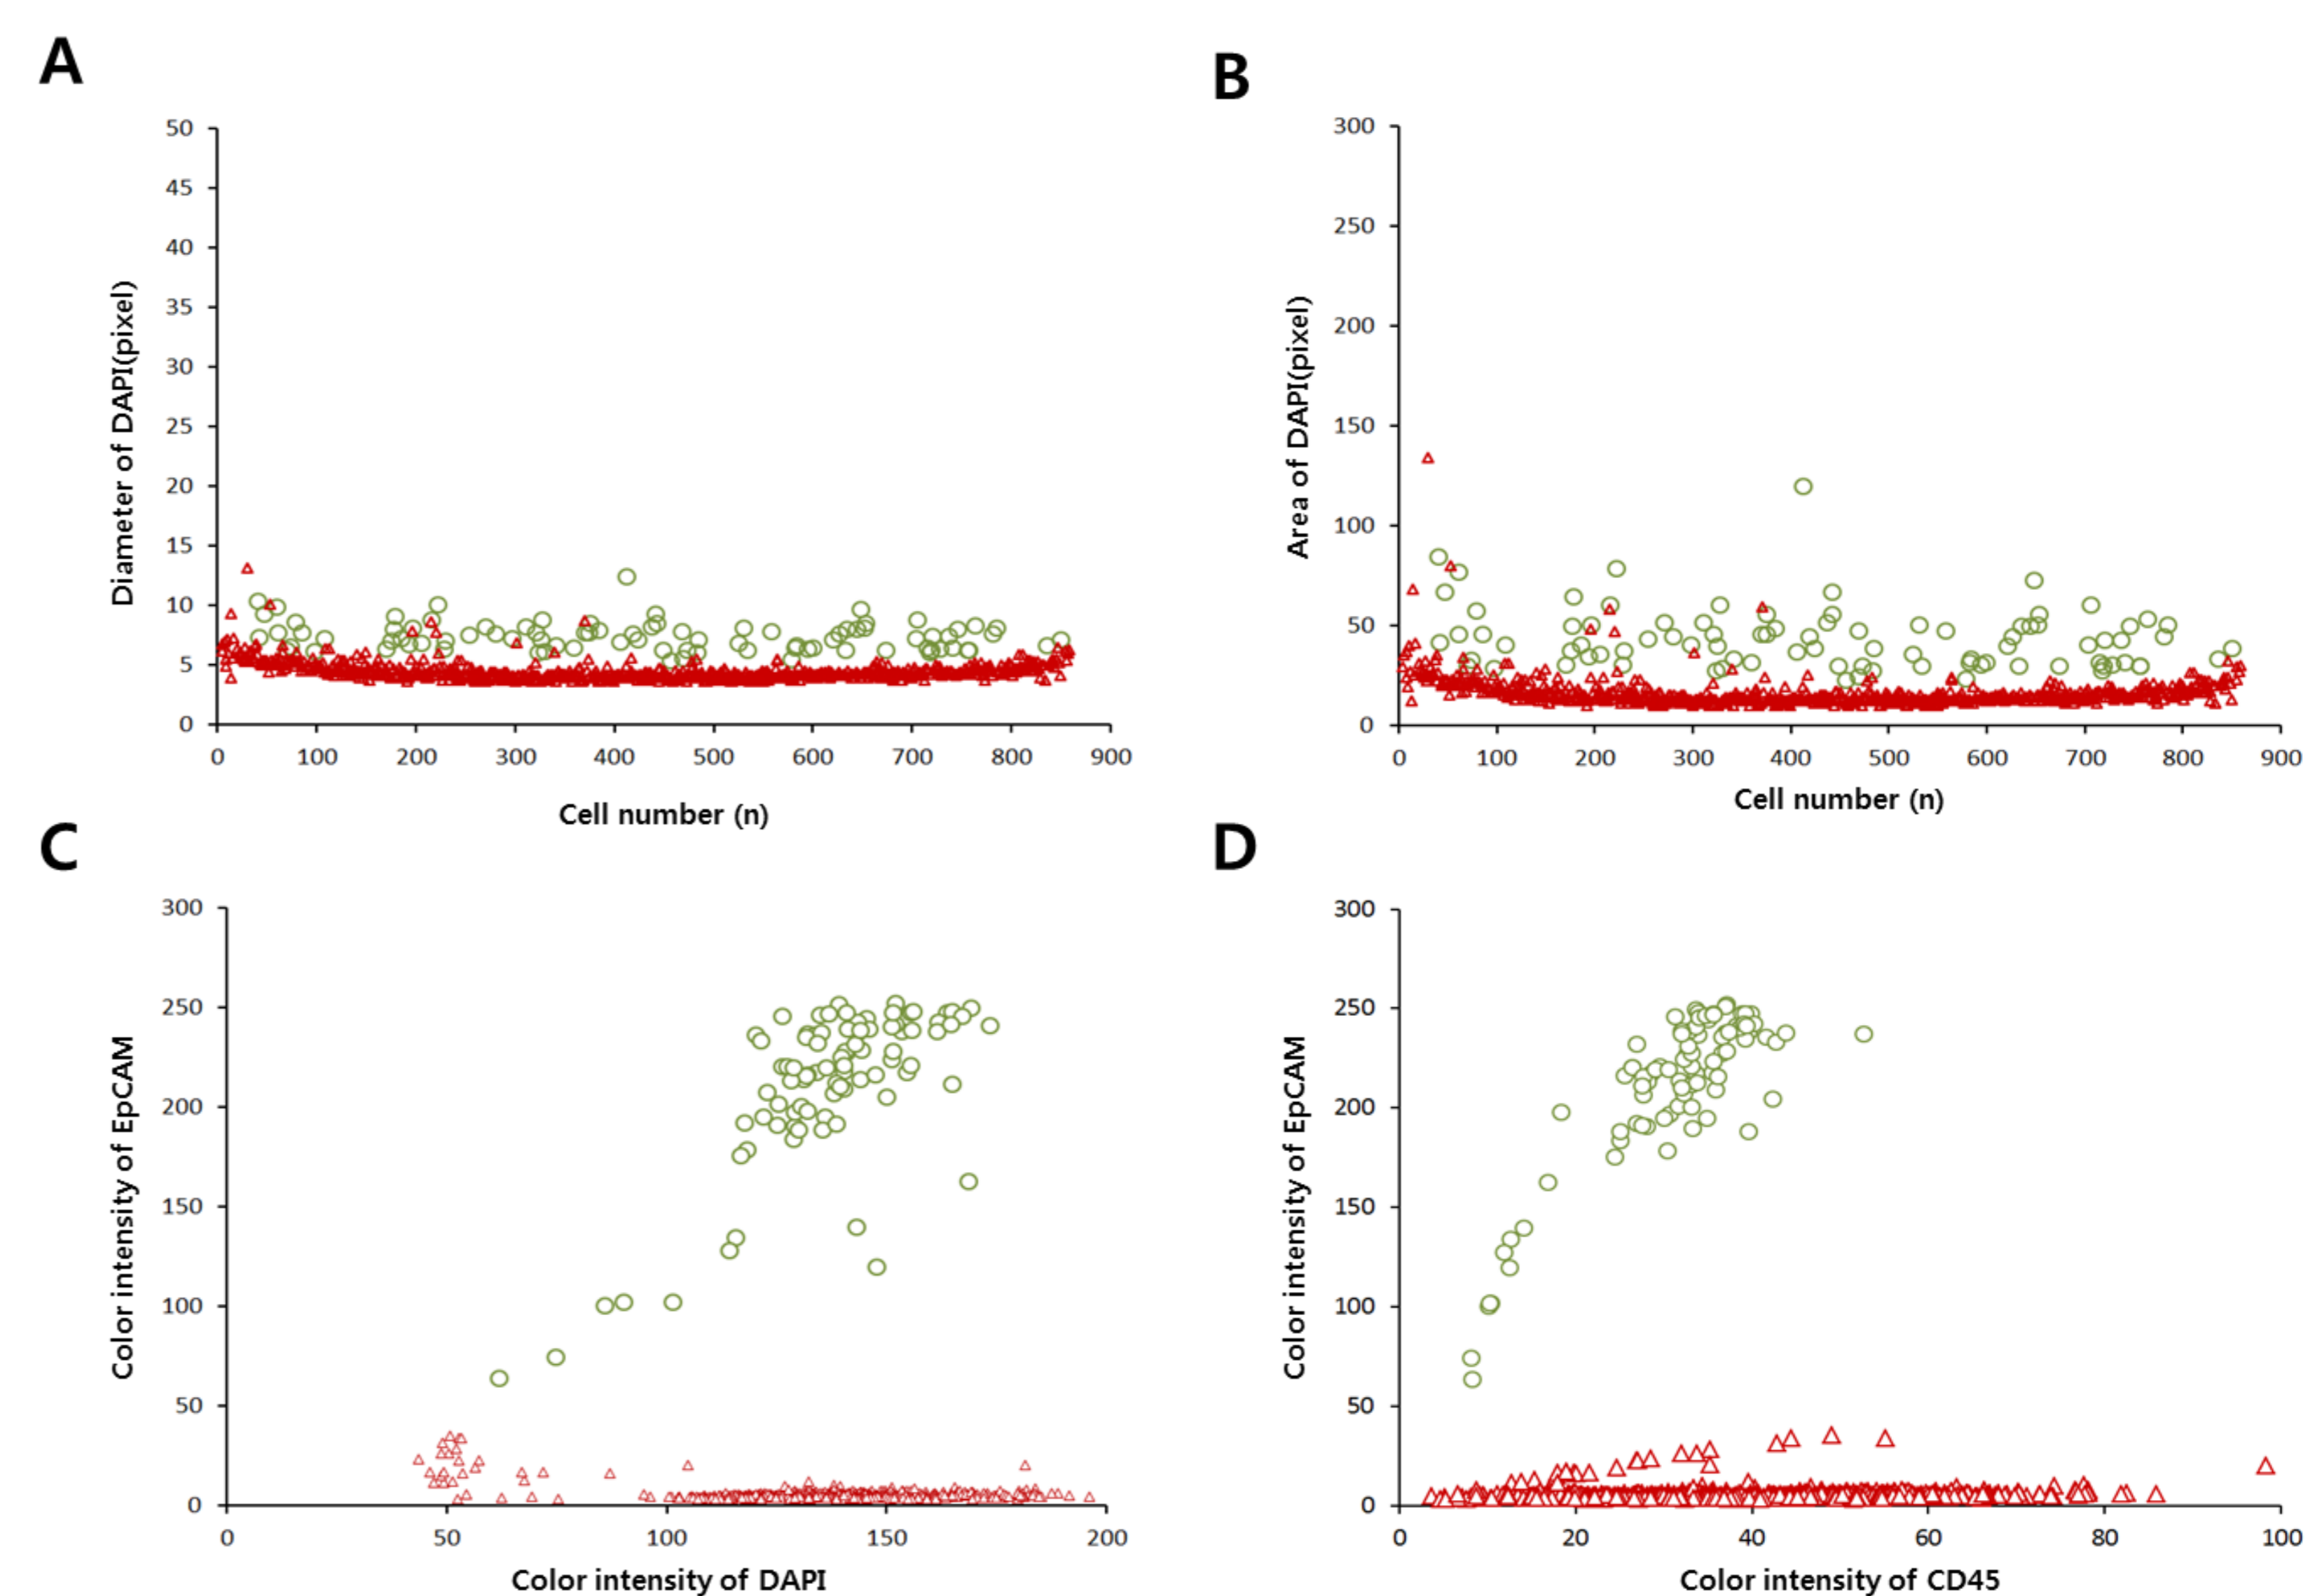 A
B
50
45
40
35
30
25
20
15
10
5
0
Diameter of DAPI(pixel)
0 100 200 300 400 500 600 700 800 900
Cell number (n)
300
250
200
150
100
50
0
Area of DAPI(pixel)
0 100 200 300 400 500 600 700 800 900
Cell number (n)
C
D
300
250
200
150
100
50
0
Color intensity of EpCAM
0 50 100 150 200
Color intensity of DAPI
300
250
200
150
100
50
0
Color intensity of EpCAM
0 20 40 60 80 100
Color intensity of CD45